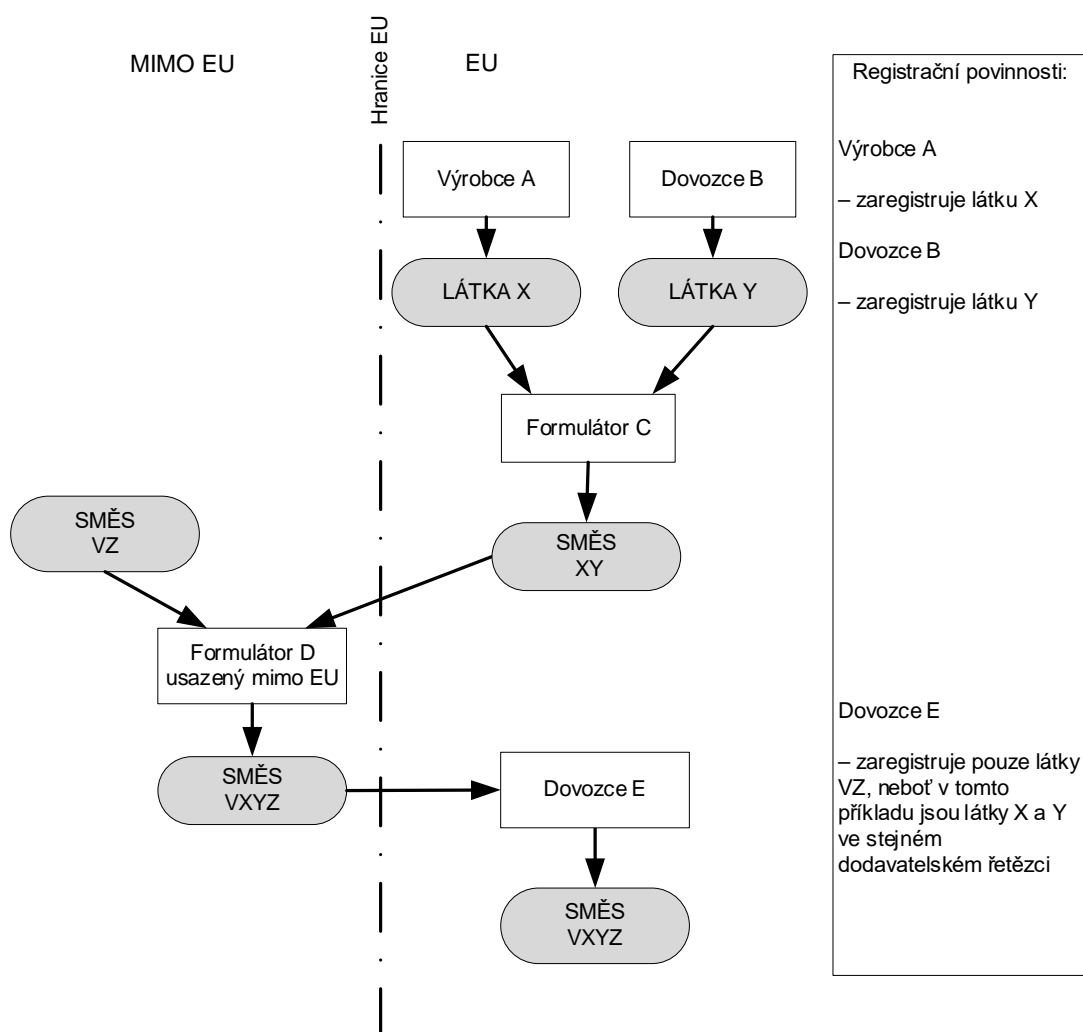 MIMO EU
Hranice EU
EU
Výrobce A
Dovozce B
LÁTKA X
LÁTKA Y
Formulátor C
SMĚS
VZ
SMĚS
XY
Formulátor D
usazený mimo EU
SMĚS
VXYZ
Dovozce E
SMĚS
VXYZ
Registrační povinnosti:
Výrobce A
– zaregistruje látku X
Dovozce B
– zaregistruje látku Y
Dovozce E
– zaregistruje pouze látky
VZ, neboť v tomto
příkladu jsou látky X a Y
ve stejném
dodavatelském řetězci